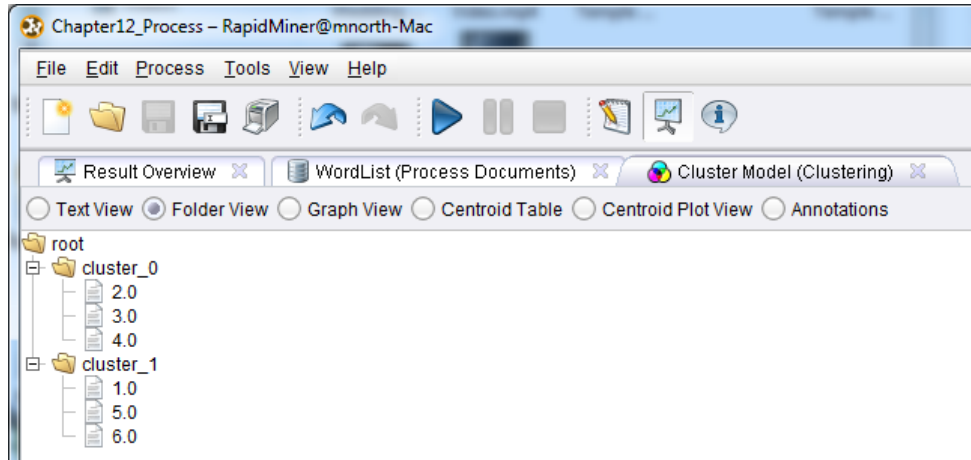 Chapter12_Process – RapidMiner@mnorth-Mac
File Edit Process Tools View Help
Result Overview WordList (Process Documents) Cluster Model (Clustering)
Text View Folder View Graph View Centroid Table Centroid Plot View Annotations
root
cluster_0
2.0
3.0
4.0
cluster_1
1.0
5.0
6.0